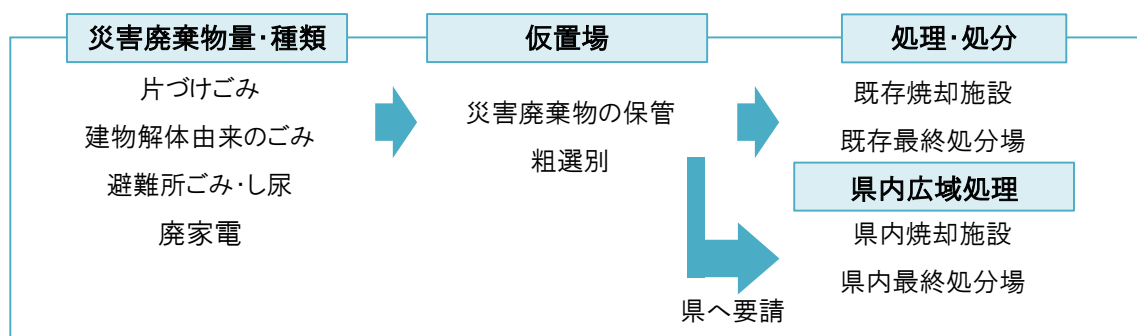 災害廃棄物量・種類
片づけごみ
建物解体由来のごみ
避難所ごみ・し尿
廃家電
仮置場
災害廃棄物の保管
粗選別
処理・処分
既存焼却施設
既存最終処分場
県内広域処理
県内焼却施設
県内最終処分場
県へ要請